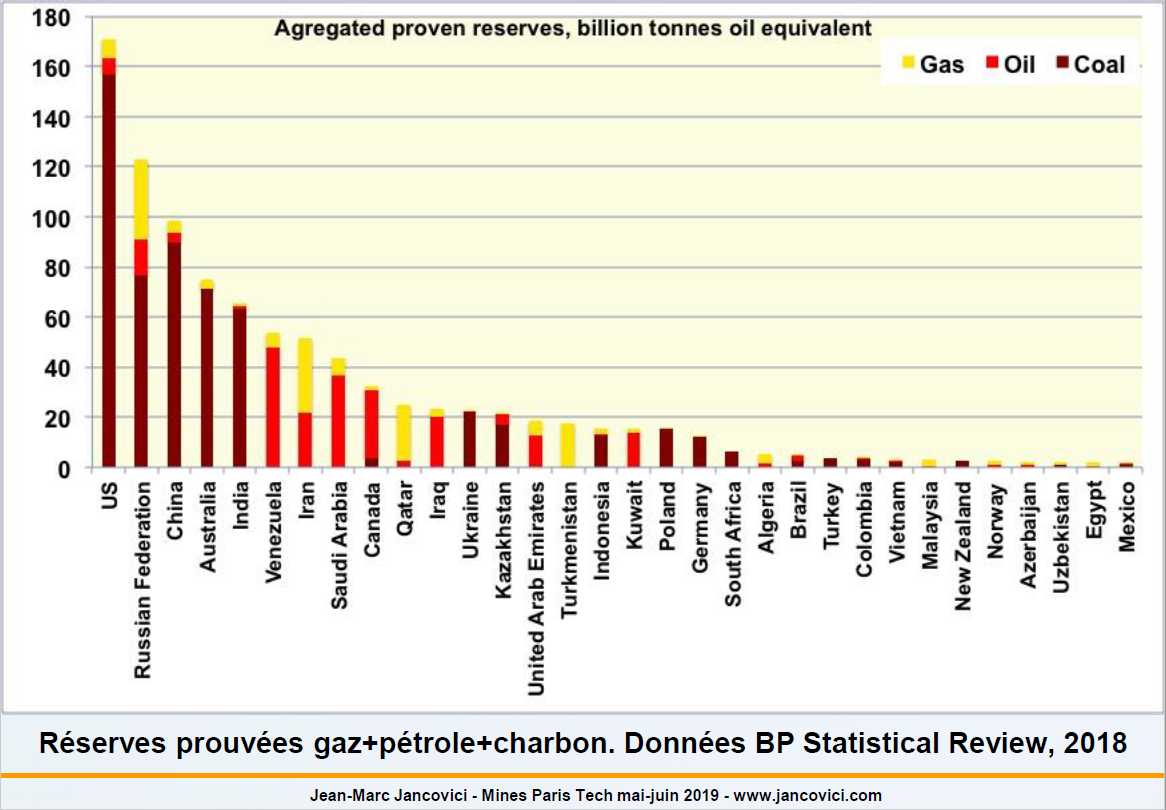 Agregated proven reserves, billion tonnes oil equivalent
Gas Oil Coal
180
160
140
120
100
80
60
40
20
0
US
Russian Federation
China
Australia
India
Venezuela
Iran
Saudi Arabia
Canada
Qatar
Iraq
Ukraine
Kazakhstan
United Arab Emirates
Turkmenistan
Indonesia
Kuwait
Poland
Germany
South Africa
Algeria
Brazil
Turkey
Colombia
Vietnam
Malaysia
New Zealand
Norway
Azerbaijan
Uzbekistan
Egypt
Mexico
Réserves prouvées gaz+pétrole+charbon. Données BP Statistical Review, 2018
Jean-Marc Jancovici - Mines Paris Tech mai-juin 2019 - www.jancovici.com